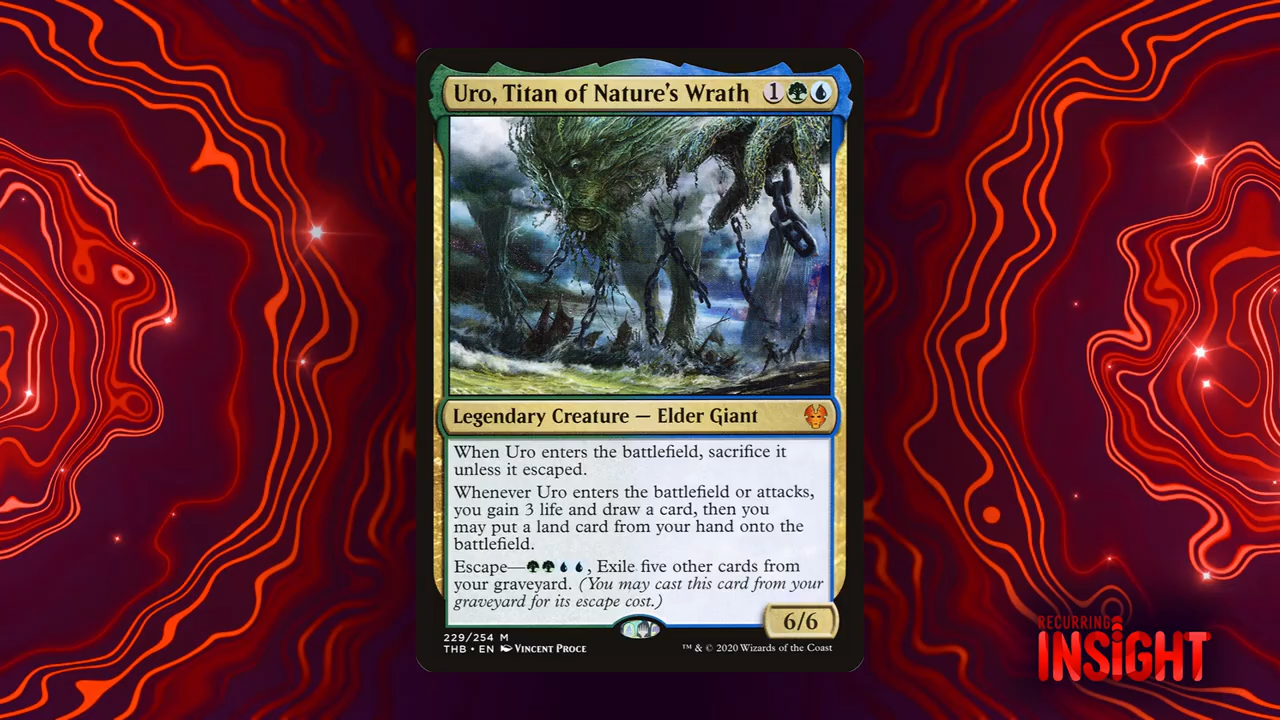 Uro, Titan of Nature's Wrath 1
Legendary Creature — Elder Giant
When Uro enters the battlefield, sacrifice it
unless it escaped.
Whenever Uro enters the battlefield or attacks,
you gain 3 life and draw a card, then you
may put a land card from your hand onto the
battlefield.
Escape—, Exile five other cards from
your graveyard. (You may cast this card from your
graveyard for its escape cost.)
6/6
229/254 M
THB • EN Vincent Proce
™ & © 2020 Wizards of the Coast
RECURRING
INSIGHT